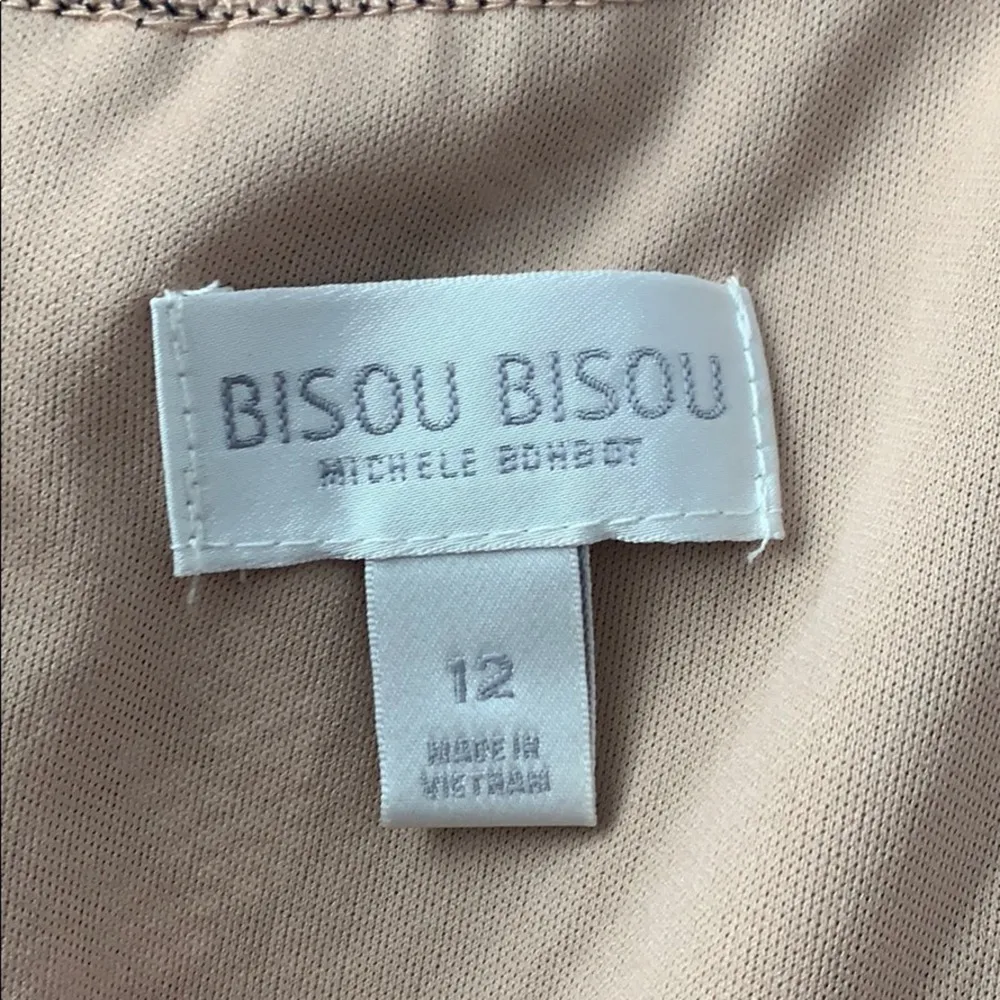 BISOU BISOU
MICHELE BOHBOT
12
MADE IN
VIETNAM